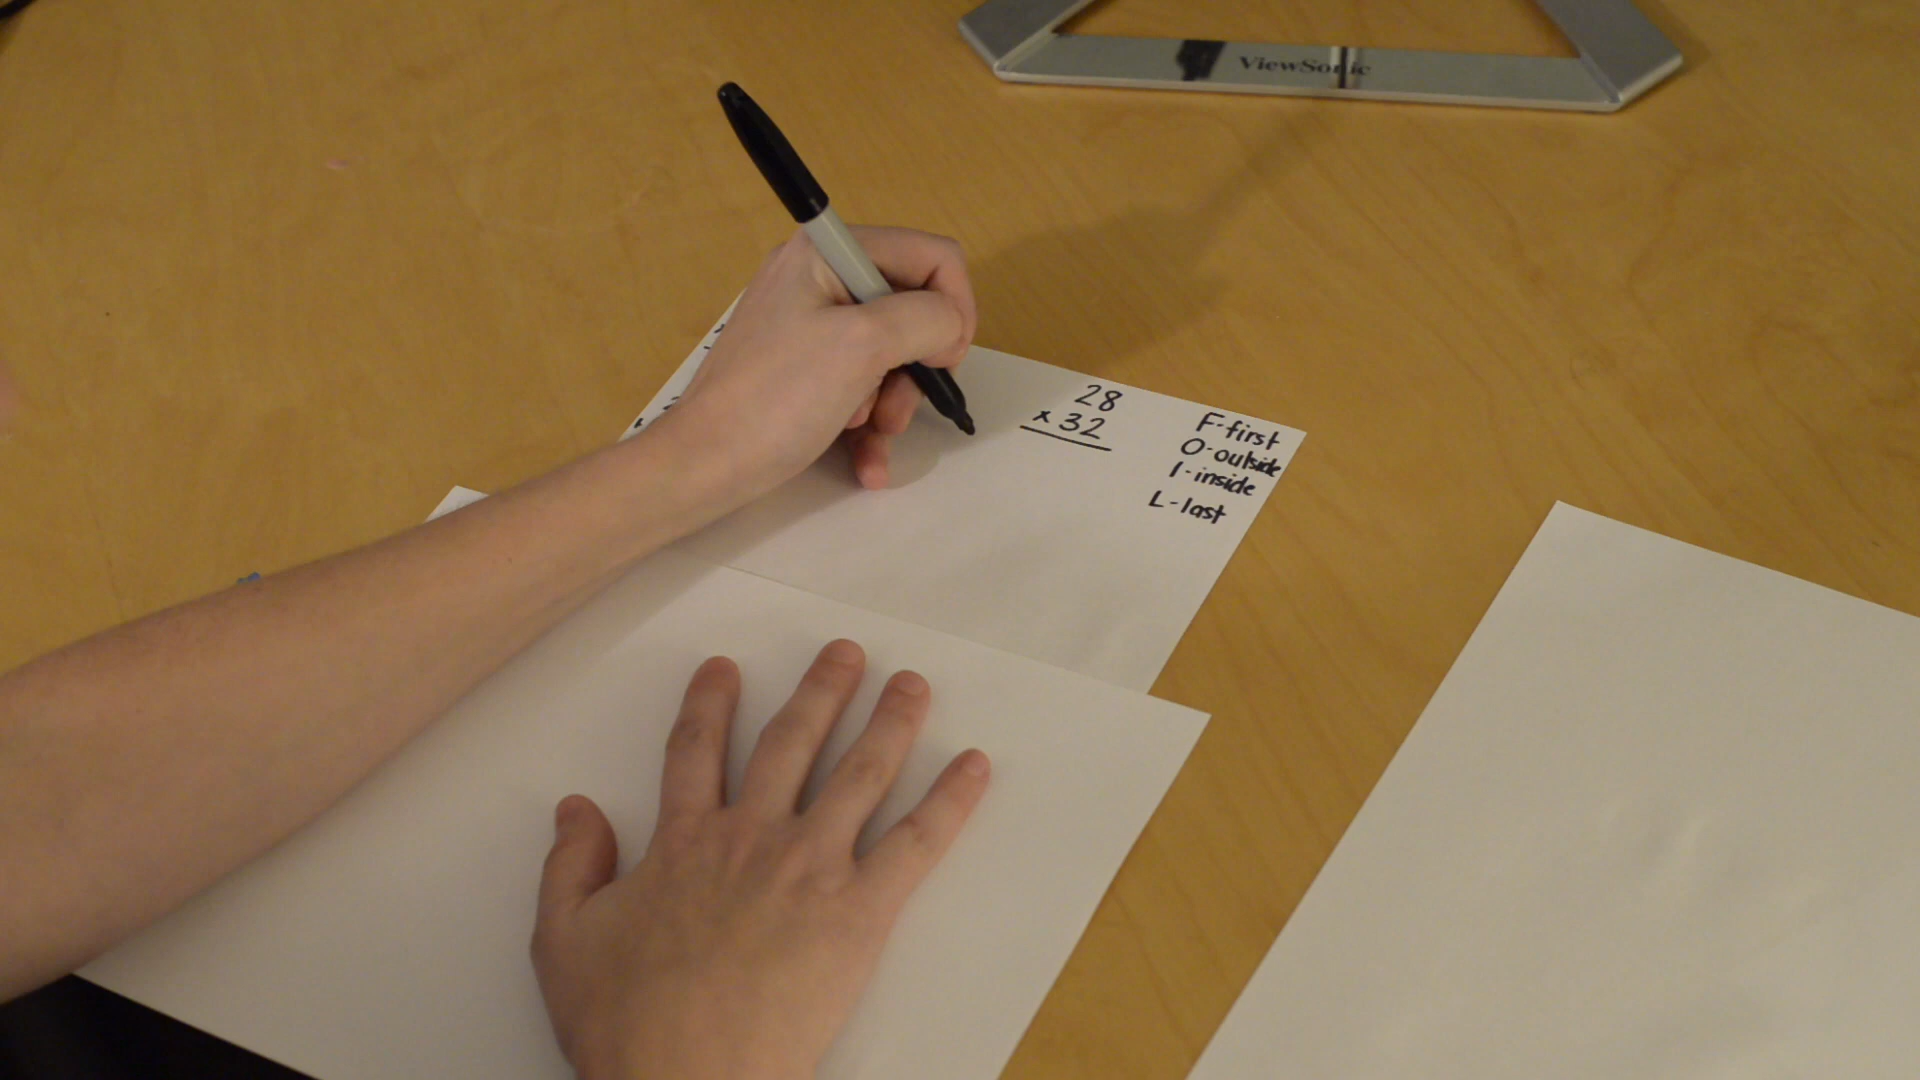 ViewSonic
28
x 32
F-first
O-outside
I-inside
L-last